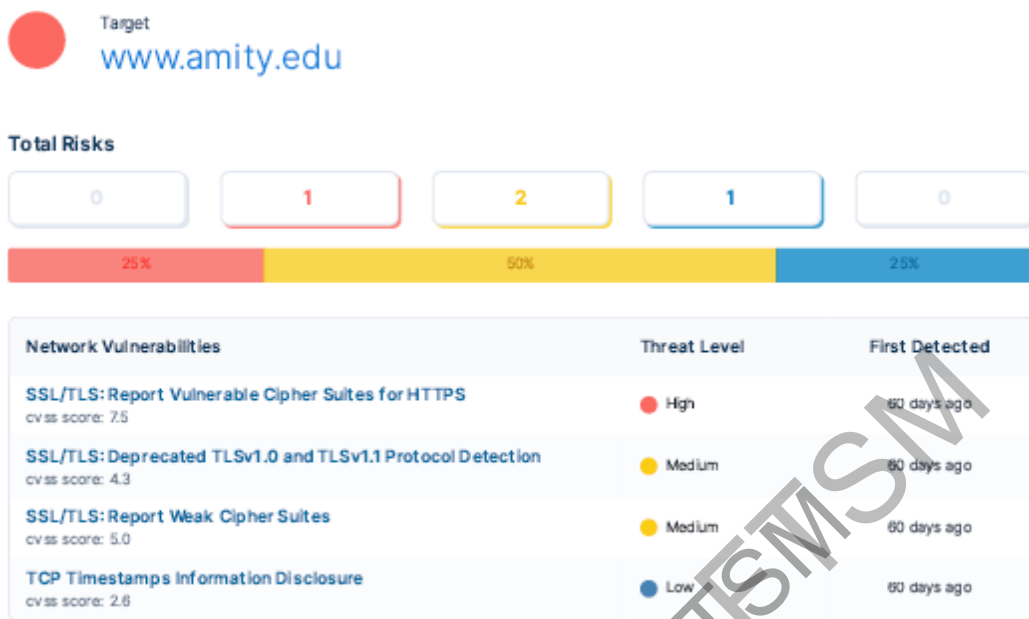 Target
www.amity.edu
Total Risks
0 1 2 1 0
25% 50% 25%
Network Vulnerabilities Threat Level First Detected
SSL/TLS: Report Vulnerable Cipher Suites for HTTPS
cvss score: 7.5
High 60 days ago
SSL/TLS: Deprecated TLSv1.0 and TLSv1.1 Protocol Detection
cvss score: 4.3
Medium 60 days ago
SSL/TLS: Report Weak Cipher Suites
cvss score: 5.0
Medium 60 days ago
TCP Timestamps Information Disclosure
cvss score: 2.6
Low 60 days ago